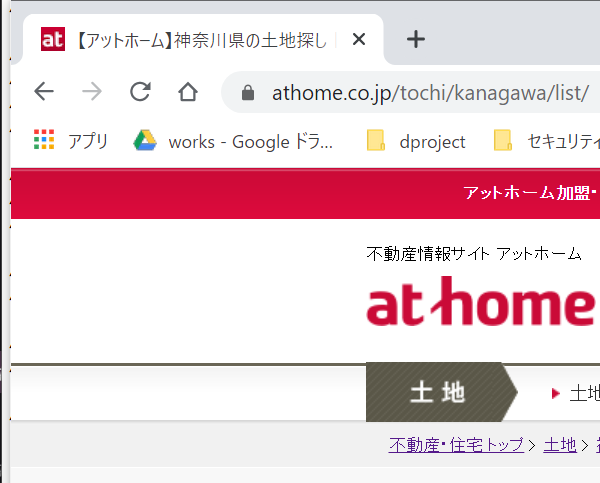 at 【アットホーム】神奈川県の土地探し
athome.co.jp/tochi/kanagawa/list/
アプリ works - Google ドラ... dproject セキュリティ
アットホーム加盟・
不動産情報サイト アットホーム
at home
土地 土地
不動産・住宅トップ > 土地 >